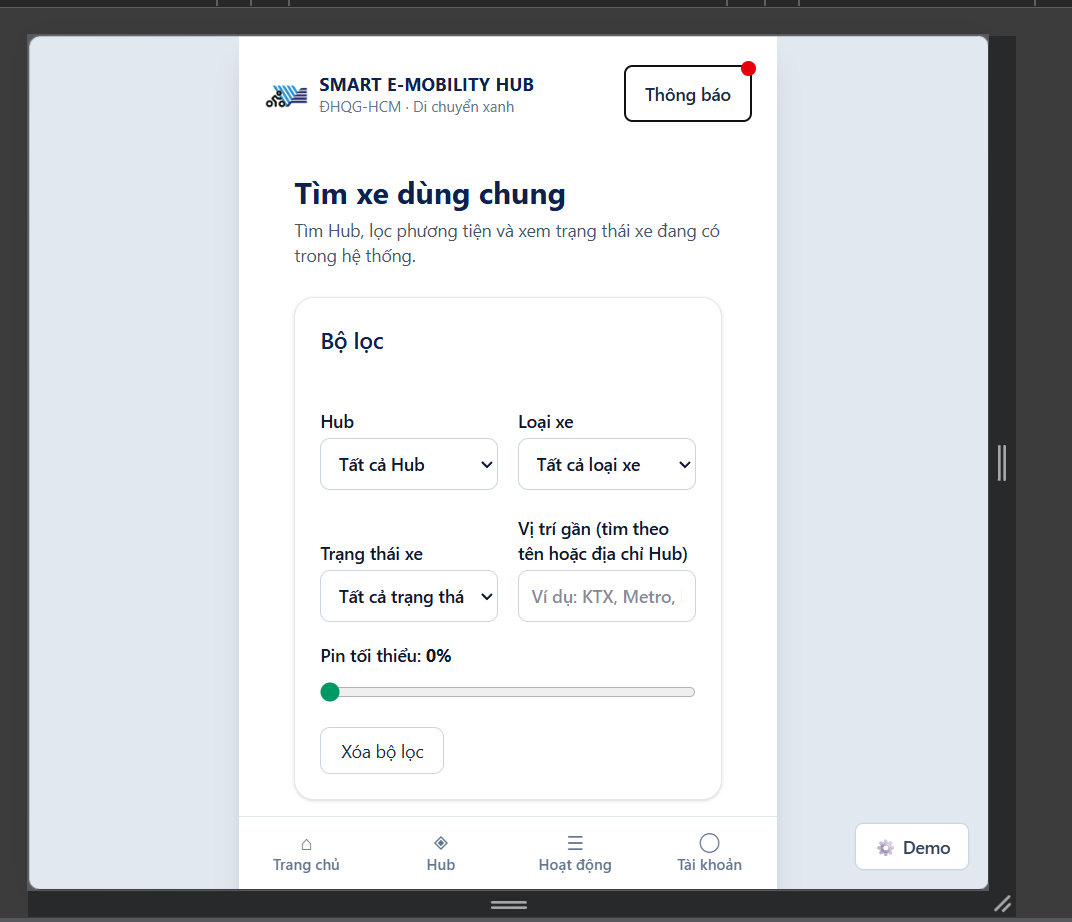 SMART E-MOBILITY HUB
ĐHQG-HCM · Di chuyển xanh
Thông báo
Tìm xe dùng chung
Tìm Hub, lọc phương tiện và xem trạng thái xe đang có
trong hệ thống.
Bộ lọc
Hub
Loại xe
Tất cả Hub
Tất cả loại xe
Trạng thái xe
Vị trí gần (tìm theo
tên hoặc địa chỉ Hub)
Tất cả trạng thá
Ví dụ: KTX, Metro,
Pin tối thiểu: 0%
Xóa bộ lọc
Trang chủ
Hub
Hoạt động
Tài khoản
Demo